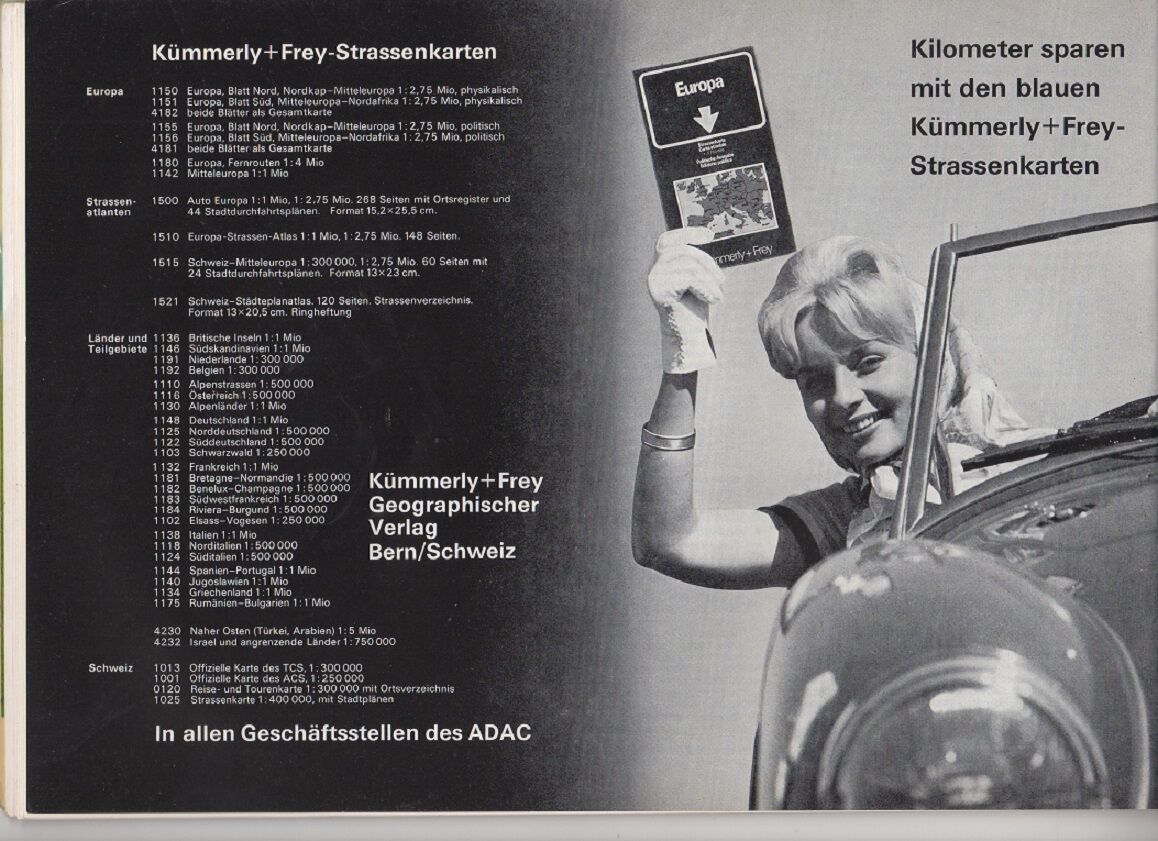 Kümmerly+Frey-Strassenkarten
Europa 1150 Europa, Blatt Nord, Nordkap–Mitteleuropa 1:2,75 Mio, physikalisch
1151 Europa, Blatt Süd, Mitteleuropa–Nordafrika 1:2,75 Mio, physikalisch
4182 beide Blätter als Gesamtkarte
1155 Europa, Blatt Nord, Nordkap–Mitteleuropa 1:2,75 Mio, politisch
1156 Europa, Blatt Süd, Mitteleuropa–Nordafrika 1:2,75 Mio, politisch
4181 beide Blätter als Gesamtkarte
1180 Europa, Fernrouten 1:4 Mio
1142 Mitteleuropa 1:1 Mio
Strassen- 1500 Auto Europa 1:1 Mio, 1:2,75 Mio. 268 Seiten mit Ortsregister und
atlanten 44 Stadtdurchfahrtsplänen. Format 15,2×25,5 cm.
1510 Europa-Strassen-Atlas 1:1 Mio, 1:2,75 Mio. 148 Seiten.
1515 Schweiz–Mitteleuropa 1:300 000, 1:2,75 Mio. 60 Seiten mit
24 Stadtdurchfahrtsplänen. Format 13×23 cm.
1521 Schweiz–Städteplanatlas. 120 Seiten. Strassenverzeichnis.
Format 13×20,5 cm. Ringheftung
Länder und 1136 Britische Inseln 1:1 Mio
Teilgebiete 1146 Südskandinavien 1:1 Mio
1191 Niederlande 1:300 000
1192 Belgien 1:300 000
1110 Alpenstrassen 1:500 000
1116 Österreich 1:500 000
1130 Alpenländer 1:1 Mio
1148 Deutschland 1:1 Mio
1125 Norddeutschland 1:500 000
1122 Süddeutschland 1:500 000
1103 Schwarzwald 1:250 000
1132 Frankreich 1:1 Mio
1181 Bretagne–Normandie 1:500 000
1182 Benelux–Champagne 1:500 000
1183 Südwestfrankreich 1:500 000
1184 Riviera–Burgund 1:500 000
1102 Elsass–Vogesen 1:250 000
1138 Italien 1:1 Mio
1118 Norditalien 1:500 000
1124 Süditalien 1:500 000
1144 Spanien–Portugal 1:1 Mio
1140 Jugoslawien 1:1 Mio
1134 Griechenland 1:1 Mio
1175 Rumänien–Bulgarien 1:1 Mio
4230 Naher Osten (Türkei, Arabien) 1:5 Mio
4232 Israel und angrenzende Länder 1:750 000
Schweiz 1013 Offizielle Karte des TCS, 1:300 000
1001 Offizielle Karte des ACS, 1:250 000
0120 Reise- und Tourenkarte 1:300 000 mit Ortsverzeichnis
1025 Strassenkarte 1:400 000, mit Stadtplänen
In allen Geschäftsstellen des ADAC
Kümmerly+Frey
Geographischer
Verlag
Bern/Schweiz
Europa
mmerly+Frey
Kilometer sparen
mit den blauen
Kümmerly+Frey-
Strassenkarten